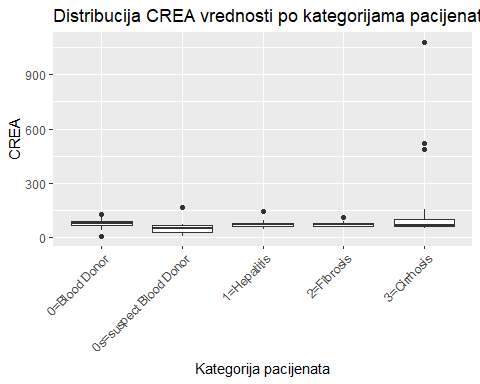 Distribucija CREA vrednosti po kategorijama pacijenat
CREA
900
600
300
0
0=Blood Donor
0s=suspect Blood Donor
1=Hepatitis
2=Fibrosis
3=Cirrhosis
Kategorija pacijenata